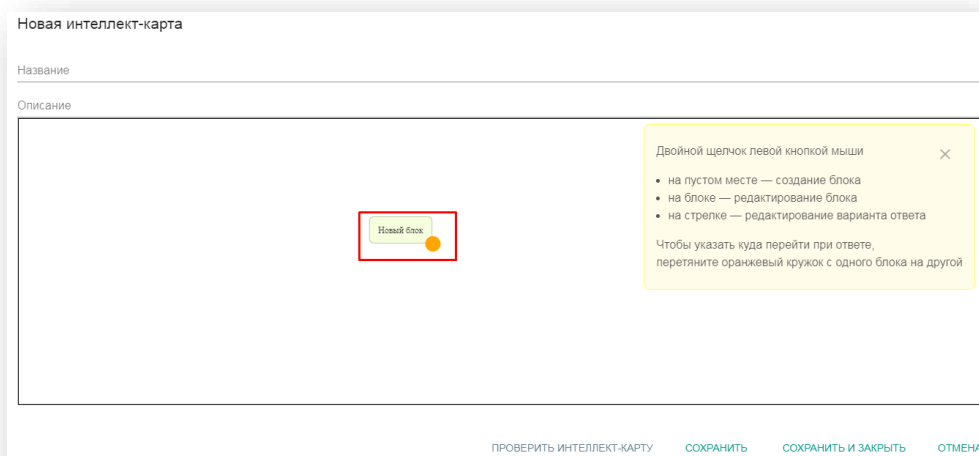 Новая интеллект-карта
Название
Описание
Двойной щелчок левой кнопкой мыши
на пустом месте — создание блока
на блоке — редактирование блока
на стрелке — редактирование варианта ответа
Чтобы указать куда перейти при ответе,
перетяните оранжевый кружок с одного блока на другой
Новый блок
ПРОВЕРИТЬ ИНТЕЛЛЕКТ-КАРТУ СОХРАНИТЬ СОХРАНИТЬ И ЗАКРЫТЬ ОТМЕНА